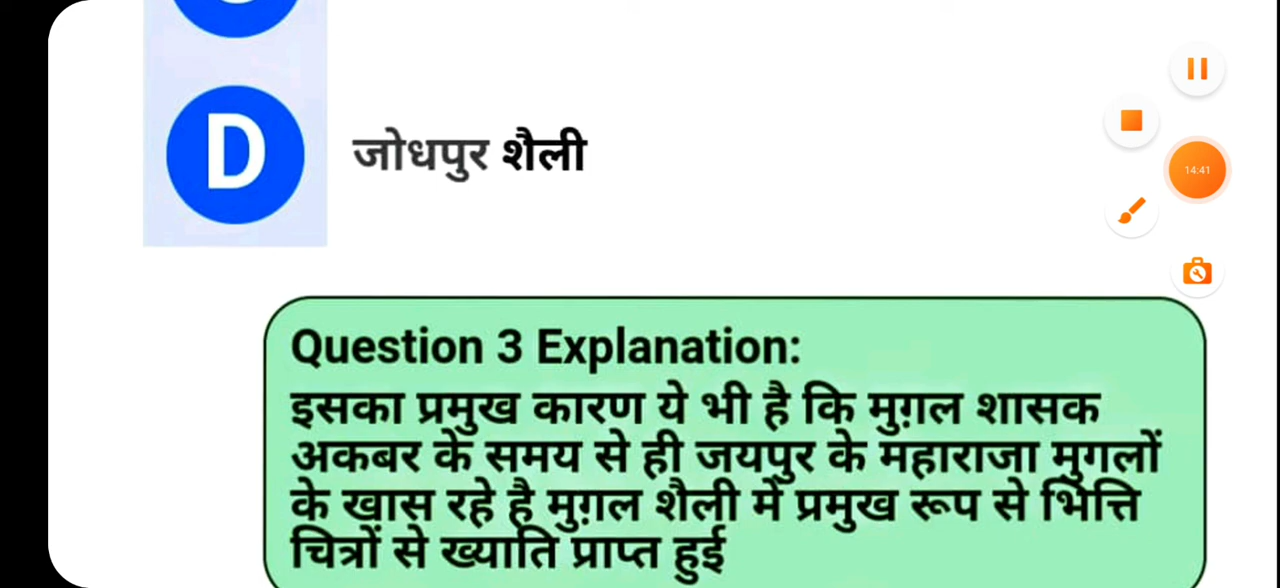 D
जोधपुर शैली
14:41
Question 3 Explanation:
इसका प्रमुख कारण ये भी है कि मुग़ल शासक
अकबर के समय से ही जयपुर के महाराजा मुगलों
के खास रहे है मुग़ल शैली में प्रमुख रूप से भित्ति
चित्रों से ख्याति प्राप्त हुई